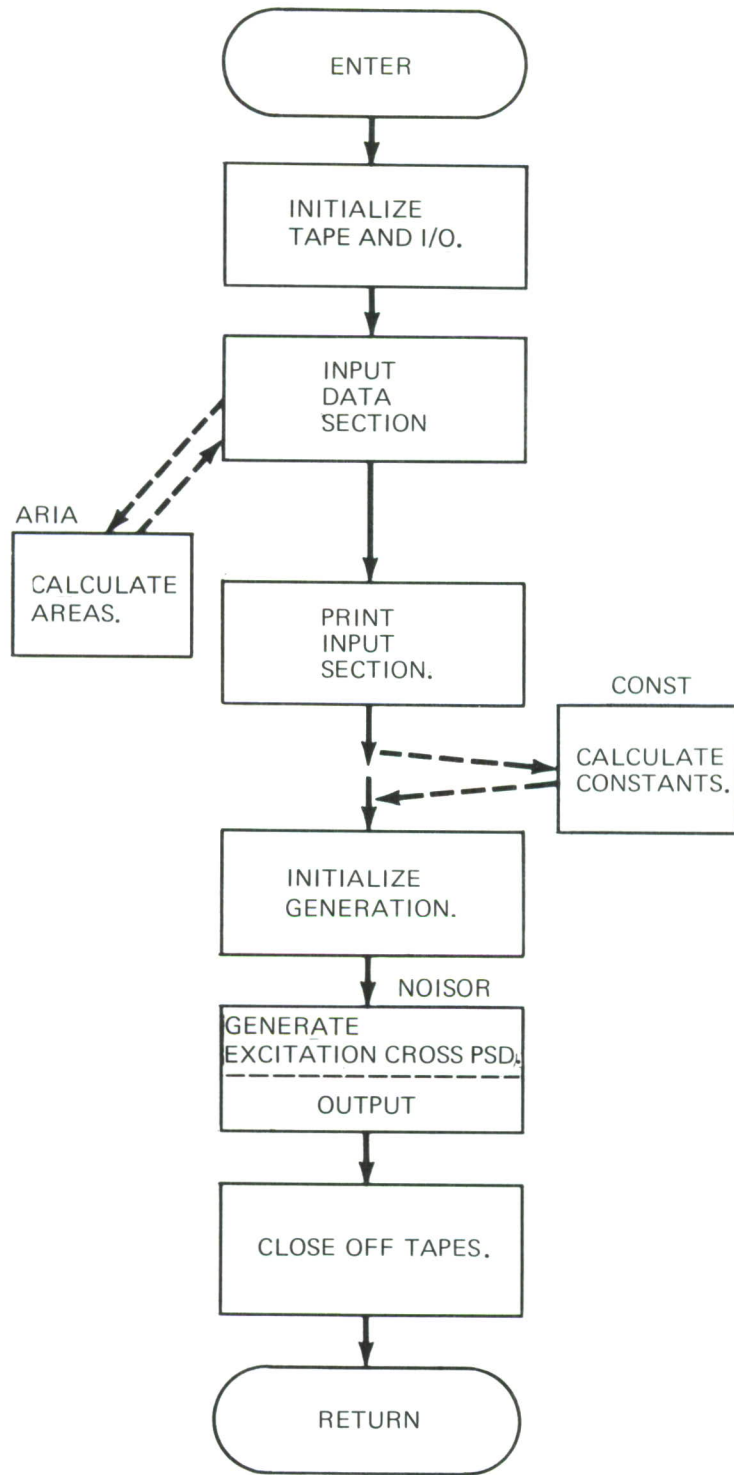 ENTER
INITIALIZE
TAPE AND I/O.
INPUT
DATA
SECTION
ARIA
CALCULATE
AREAS.
PRINT
INPUT
SECTION.
CONST
CALCULATE
CONSTANTS.
INITIALIZE
GENERATION.
NOISOR
GENERATE
EXCITATION CROSS PSD.
OUTPUT
CLOSE OFF TAPES.
RETURN